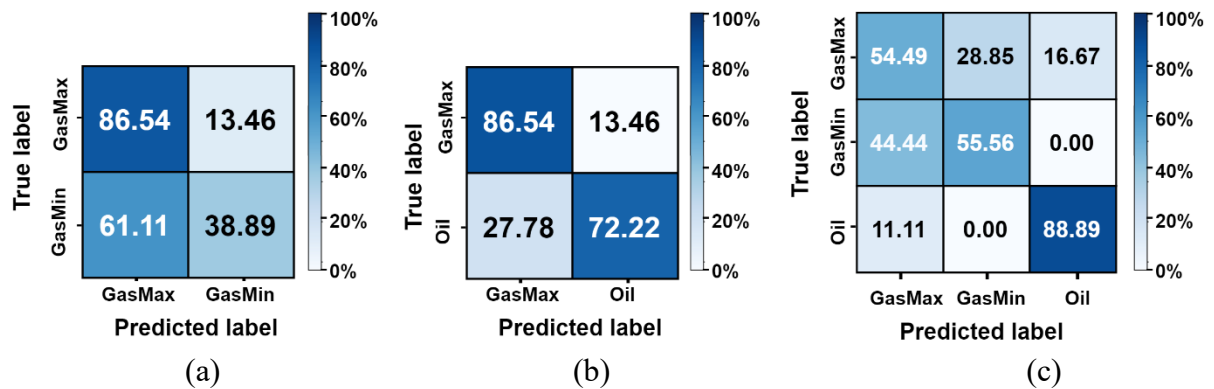 100%
80%
60%
40%
20%
0%
True label
GasMax
GasMin
86.54 13.46
61.11 38.89
GasMax GasMin
Predicted label
(a)
100%
80%
60%
40%
20%
0%
True label
GasMax
Oil
86.54 13.46
27.78 72.22
GasMax Oil
Predicted label
(b)
100%
80%
60%
40%
20%
0%
True label
GasMax
GasMin
Oil
54.49 28.85 16.67
44.44 55.56 0.00
11.11 0.00 88.89
GasMax GasMin Oil
Predicted label
(c)